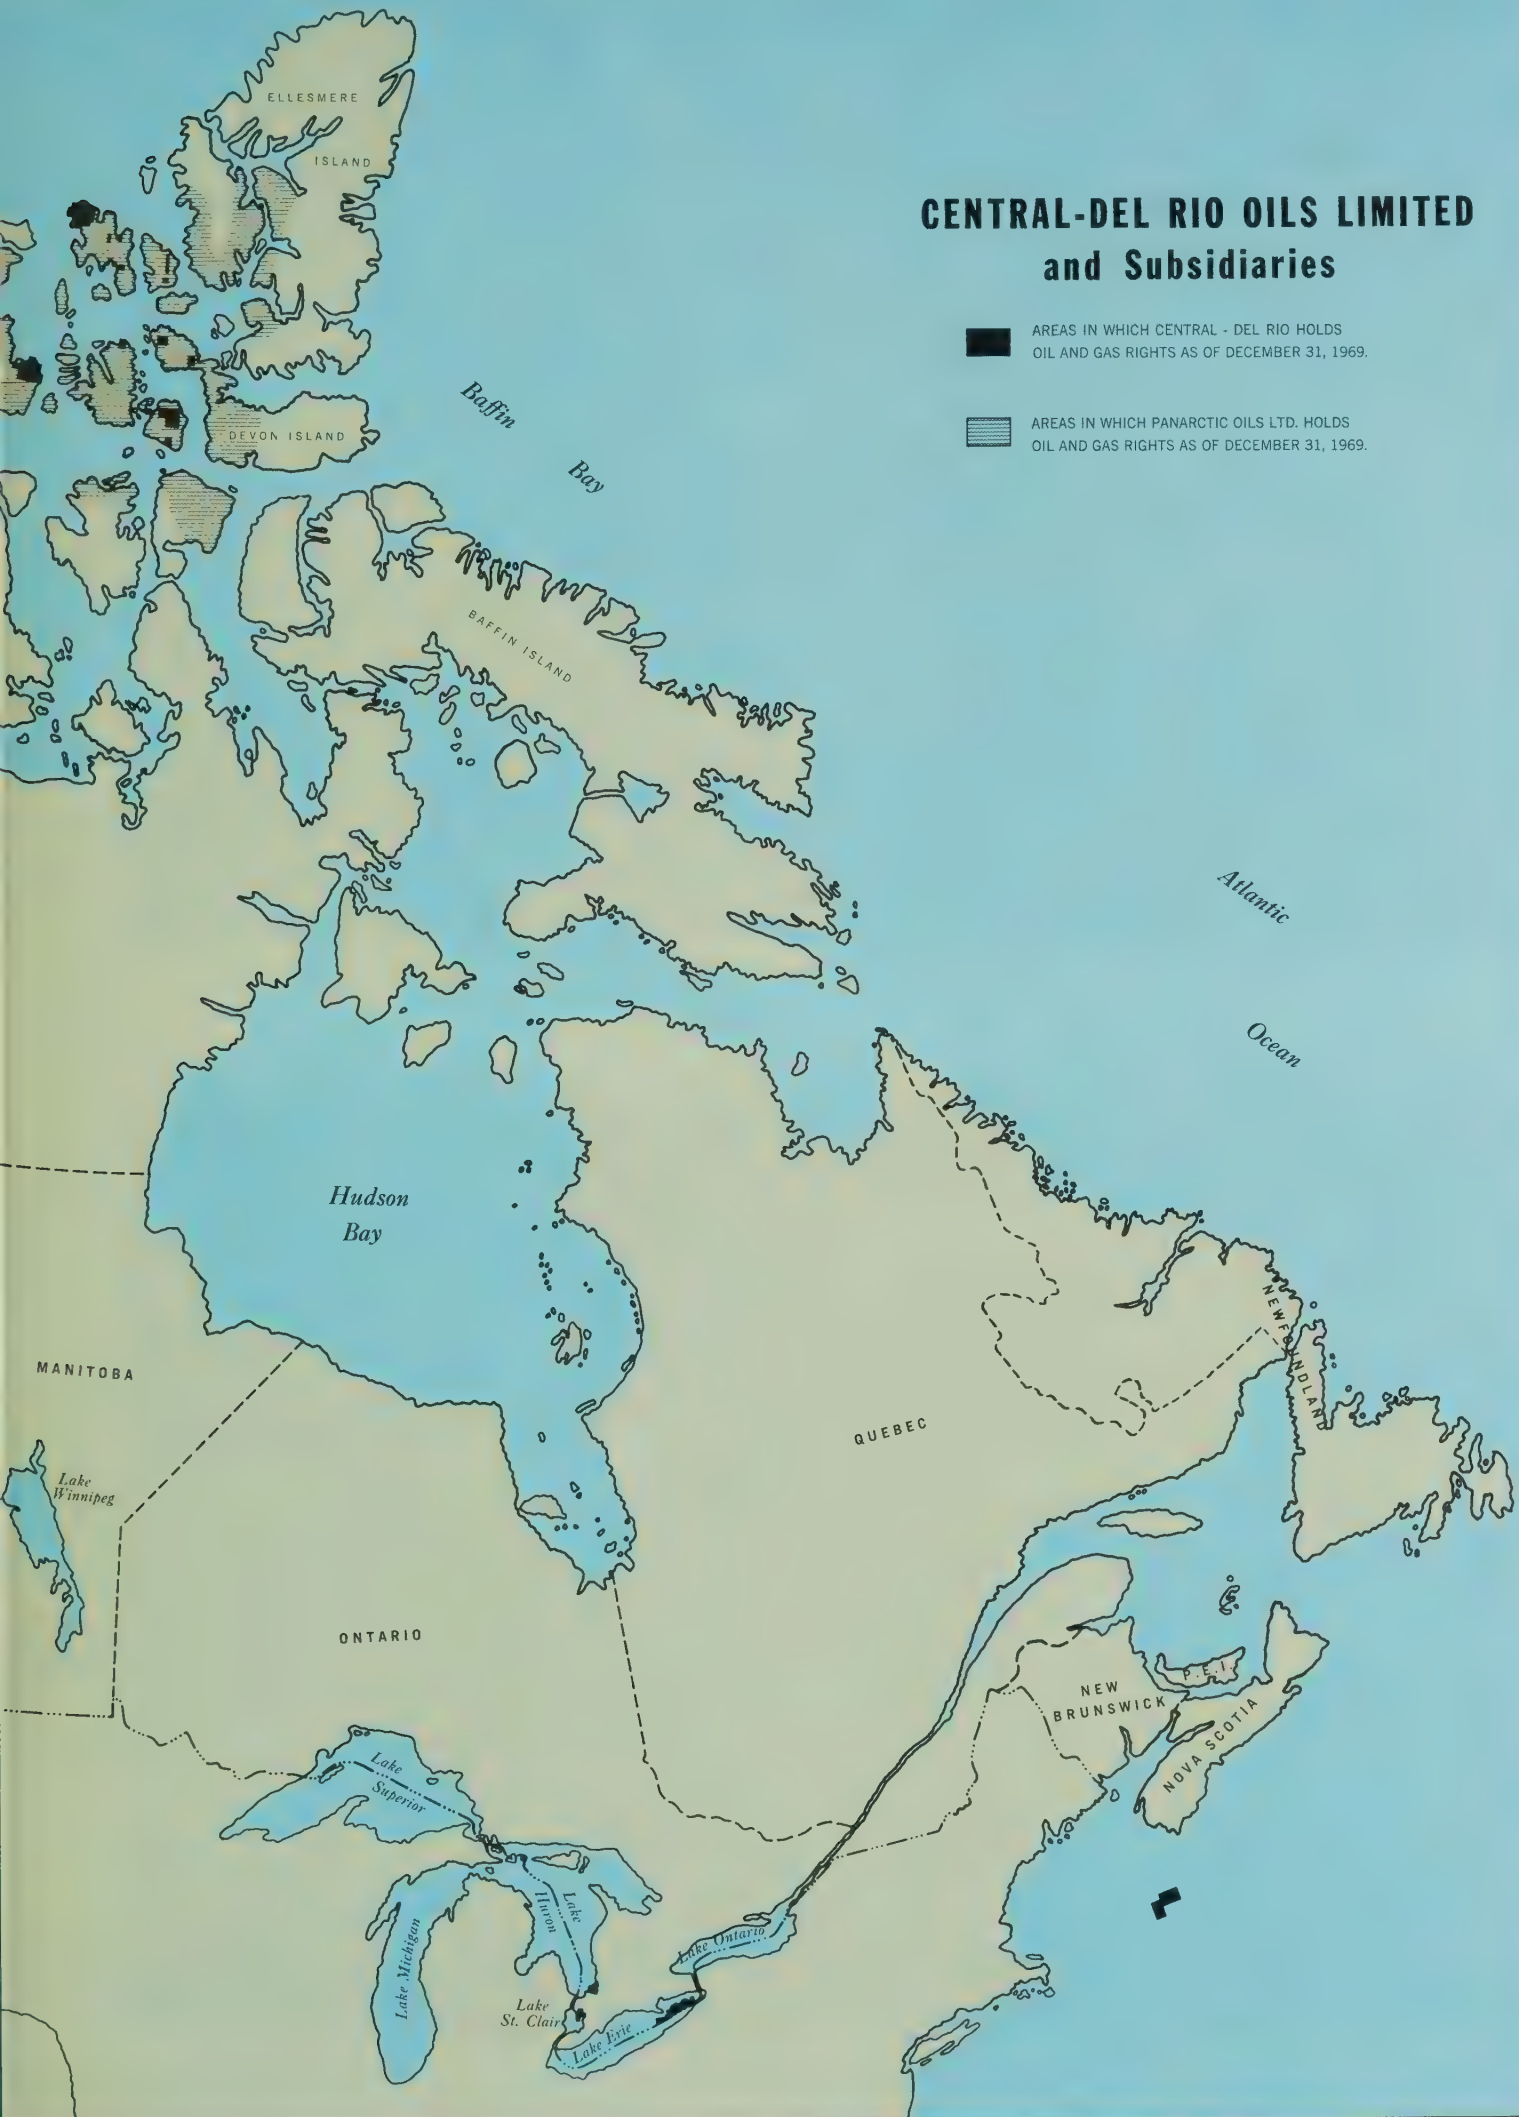 ELLESMERE
ISLAND
CENTRAL-DEL RIO OILS LIMITED
and Subsidiaries
AREAS IN WHICH CENTRAL - DEL RIO HOLDS
OIL AND GAS RIGHTS AS OF DECEMBER 31, 1969.
AREAS IN WHICH PANARCTIC OILS LTD. HOLDS
OIL AND GAS RIGHTS AS OF DECEMBER 31, 1969.
Baffin
Bay
DEVON ISLAND
BAFFIN ISLAND
Atlantic
Ocean
Hudson
Bay
NEWFOUNDLAND
MANITOBA
QUEBEC
Lake
Winnipeg
ONTARIO
P.E.I.
NEW
BRUNSWICK
NOVA SCOTIA
Lake
Superior
Lake
Huron
Lake Michigan
Lake Ontario
Lake
St. Clair
Lake Erie